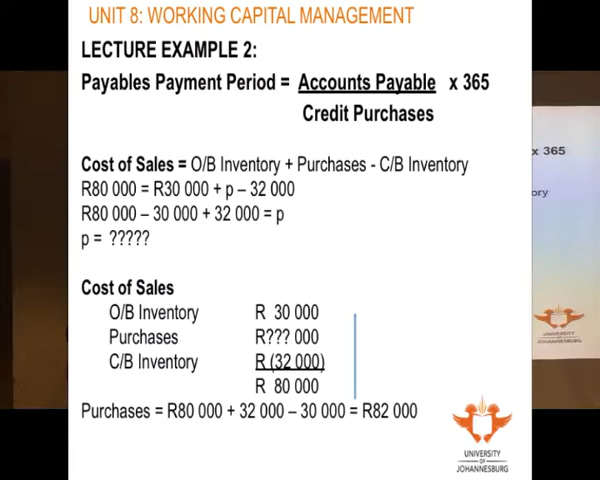 UNIT 8: WORKING CAPITAL MANAGEMENT
LECTURE EXAMPLE 2:
Payables Payment Period = Accounts Payable x 365
Credit Purchases
Cost of Sales = O/B Inventory + Purchases - C/B Inventory
R80 000 = R30 000 + p – 32 000
R80 000 – 30 000 + 32 000 = p
p = ?????
Cost of Sales
O/B Inventory R 30 000
Purchases R??? 000
C/B Inventory R (32 000)
R 80 000
Purchases = R80 000 + 32 000 – 30 000 = R82 000
UNIVERSITY
OF
JOHANNESBURG
x 365
ory
UNIVERSITY
OF
JOHANNESBURG